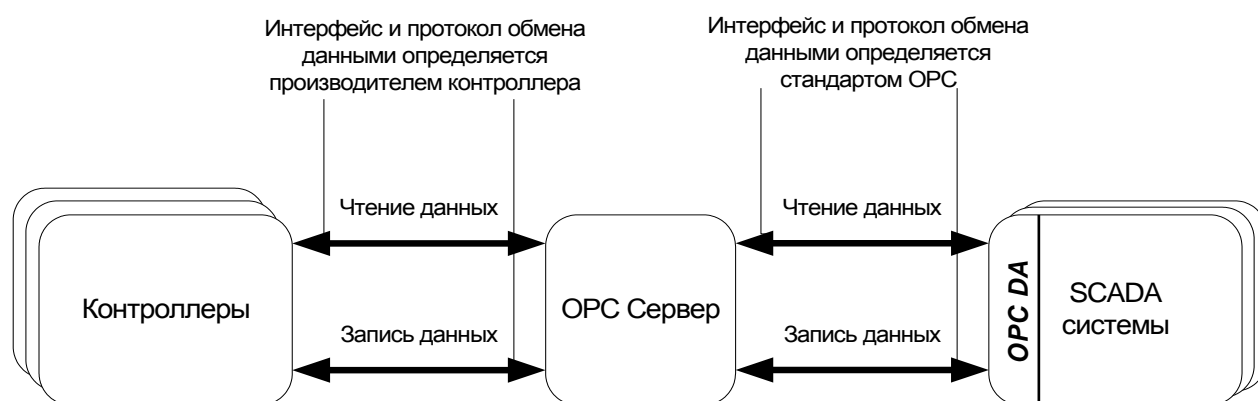 Интерфейс и протокол обмена
данными определяется
производителем контроллера
Интерфейс и протокол обмена
данными определяется
стандартом OPC
Чтение данных
Чтение данных
Контроллеры
OPC Сервер
OPC DA
SCADA
системы
Запись данных
Запись данных